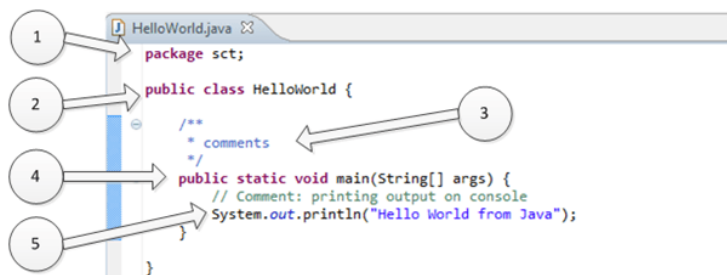 HelloWorld.java
1
package sct;
2
public class HelloWorld {
/**
3
* comments
*/
4
public static void main(String[] args) {
// Comment: printing output on console
System.out.println("Hello World from Java");
5
}
}